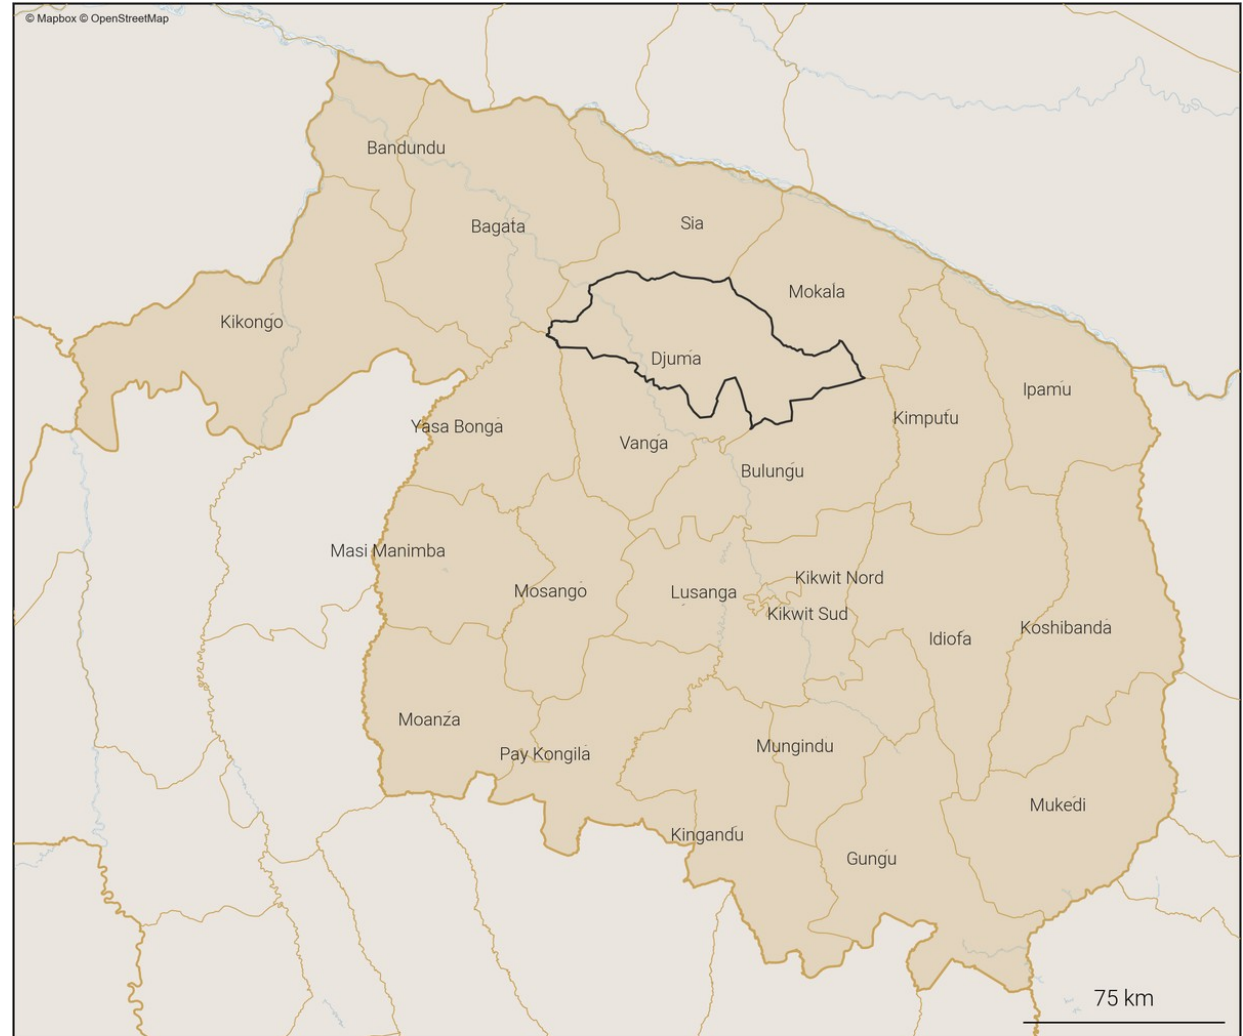 © Mapbox © OpenStreetMap
Bandundu
Bagata
Sia
Mokala
Kikongo
Djuma
Ipamu
Kimputu
Yasa Bonga
Vanga
Bulungu
Masi Manimba
Mosango
Lusanga
Kikwit Nord
Kikwit Sud
Koshibanda
Idiofa
Moanza
Pay Kongila
Mungindu
Mukedi
Kingandu
Gungu
75 km